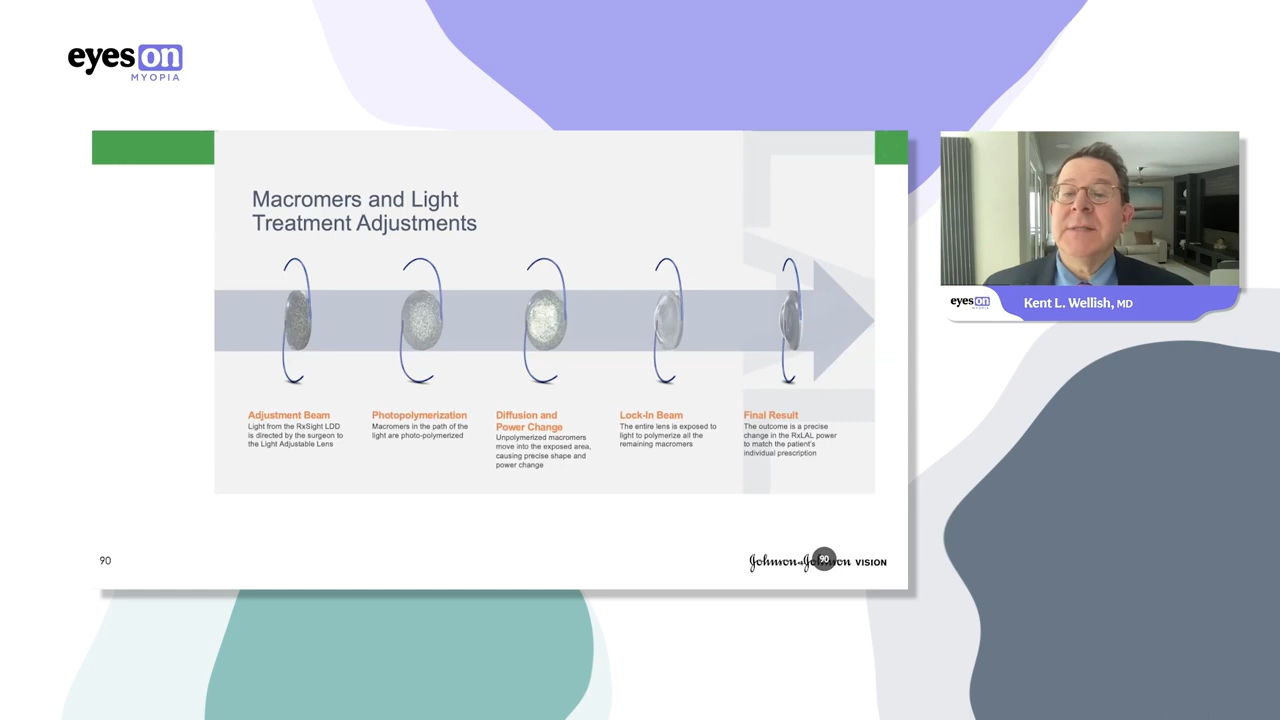 eyes on
MYOPIA
Macromers and Light
Treatment Adjustments
Adjustment Beam
Light from the RxSight LDD
is directed by the surgeon to
the Light Adjustable Lens
Photopolymerization
Macromers in the path of the
light are photo-polymerized
Diffusion and
Power Change
Unpolymerized macromers
move into the exposed area,
causing precise shape and
power change
Lock-In Beam
The entire lens is exposed to
light to polymerize all the
remaining macromers
Final Result
The outcome is a precise
change in the RxLAL power
to match the patient's
individual prescription
90
Johnson & Johnson VISION
90
eyes on
MYOPIA
Kent L. Wellish, MD